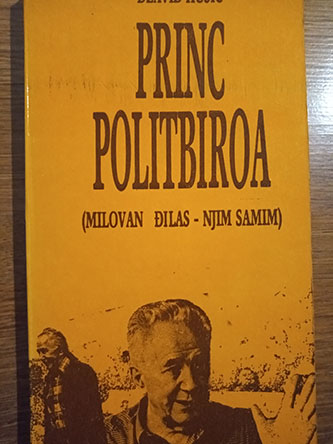 PRINC
POLITBIROA
(MILOVAN ĐILAS - NJIM SAMIM)